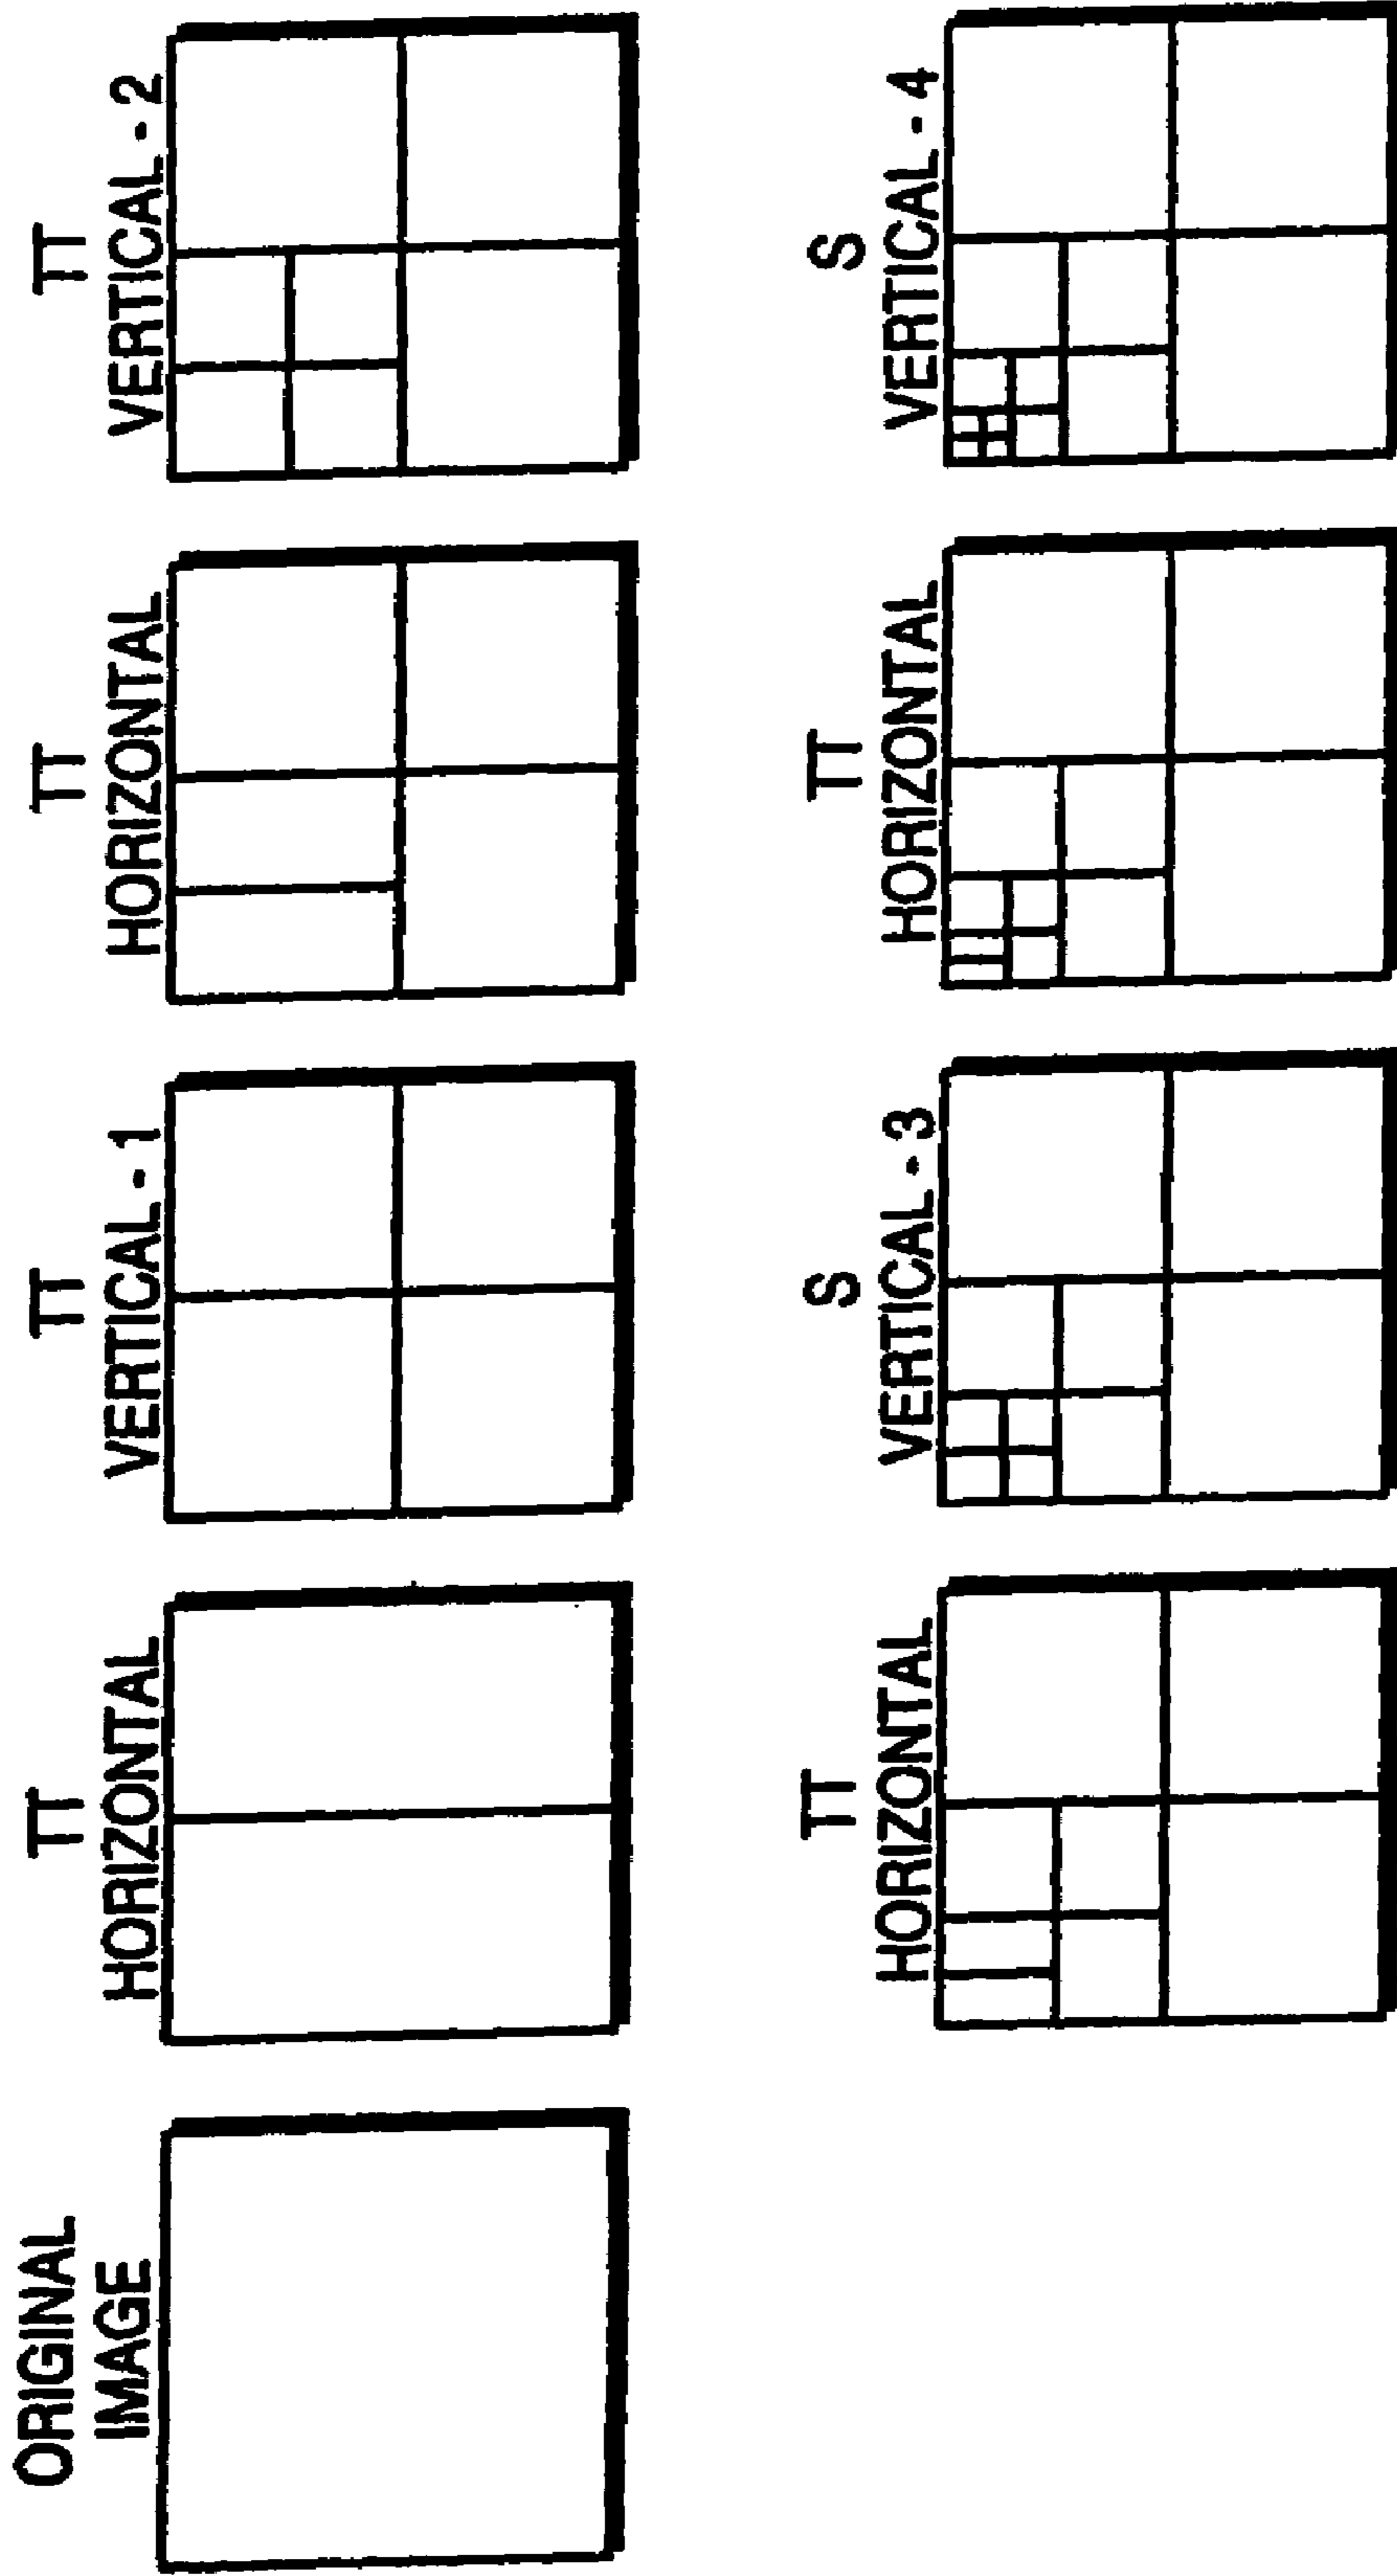 ORIGINAL
IMAGE
TT
HORIZONTAL
TT
VERTICAL - 1
TT
HORIZONTAL
TT
VERTICAL - 2
TT
HORIZONTAL
S
VERTICAL - 3
TT
HORIZONTAL
S
VERTICAL - 4